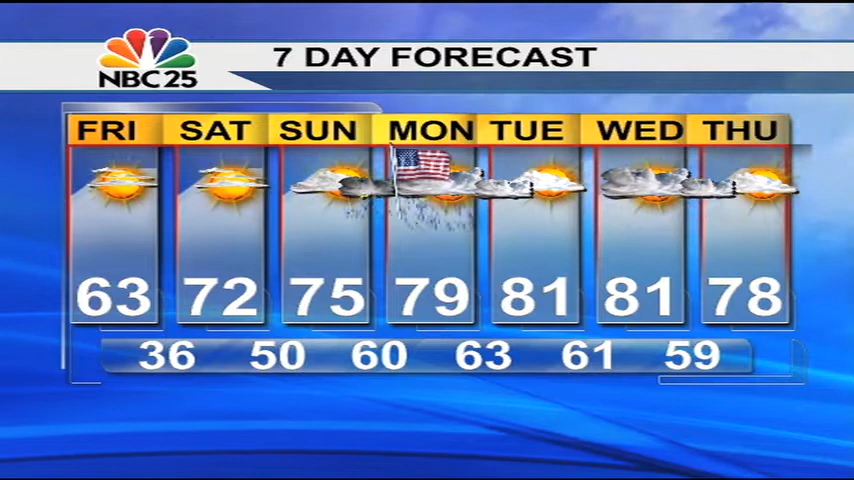 7 DAY FORECAST
NBC25
FRI SAT SUN MON TUE WED THU
63 72 75 79 81 81 78
36 50 60 63 61 59